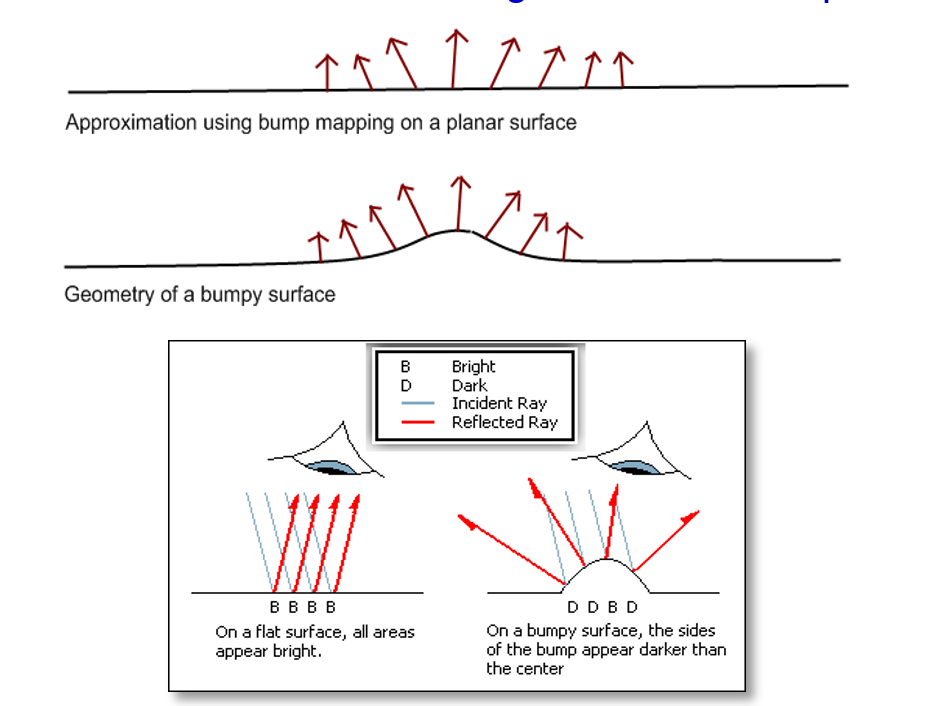 Approximation using bump mapping on a planar surface
Geometry of a bumpy surface
B Bright
D Dark
Incident Ray
Reflected Ray
B B B B
On a flat surface, all areas
appear bright.
D D B D
On a bumpy surface, the sides
of the bump appear darker than
the center